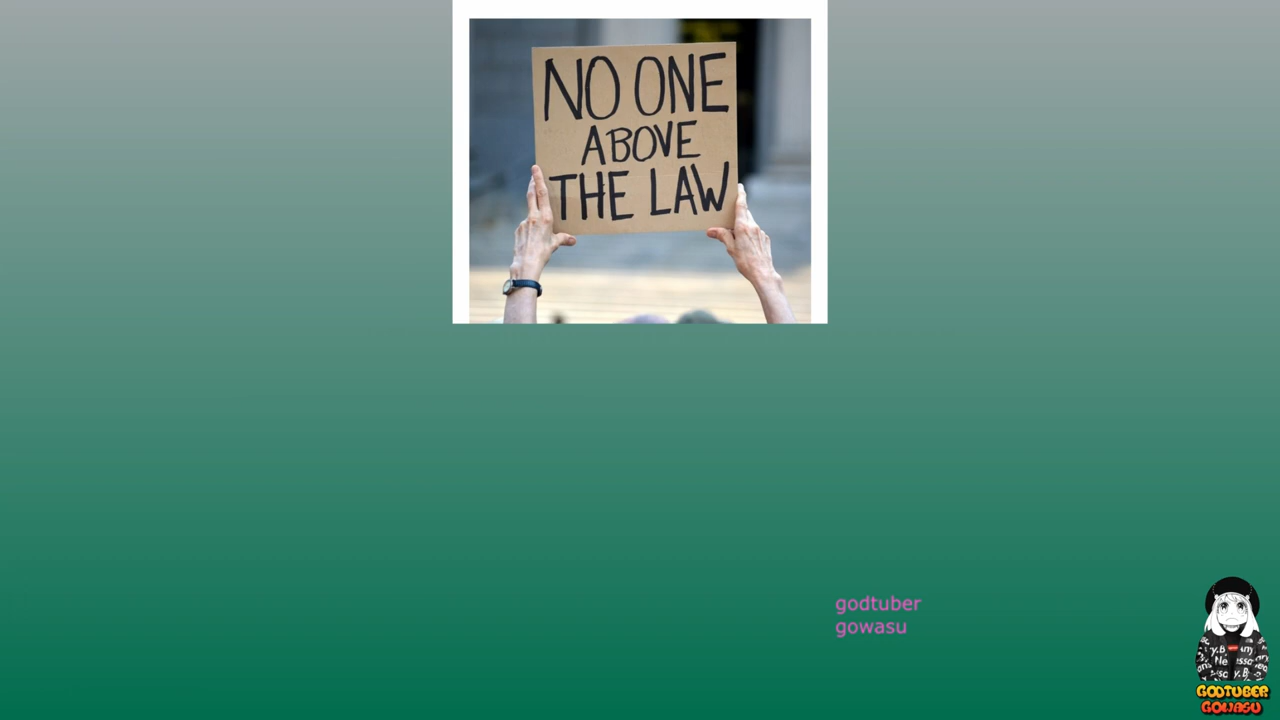 NO ONE
ABOVE
THE LAW
godtuber
gowasu
GODTUBER
GOWASU